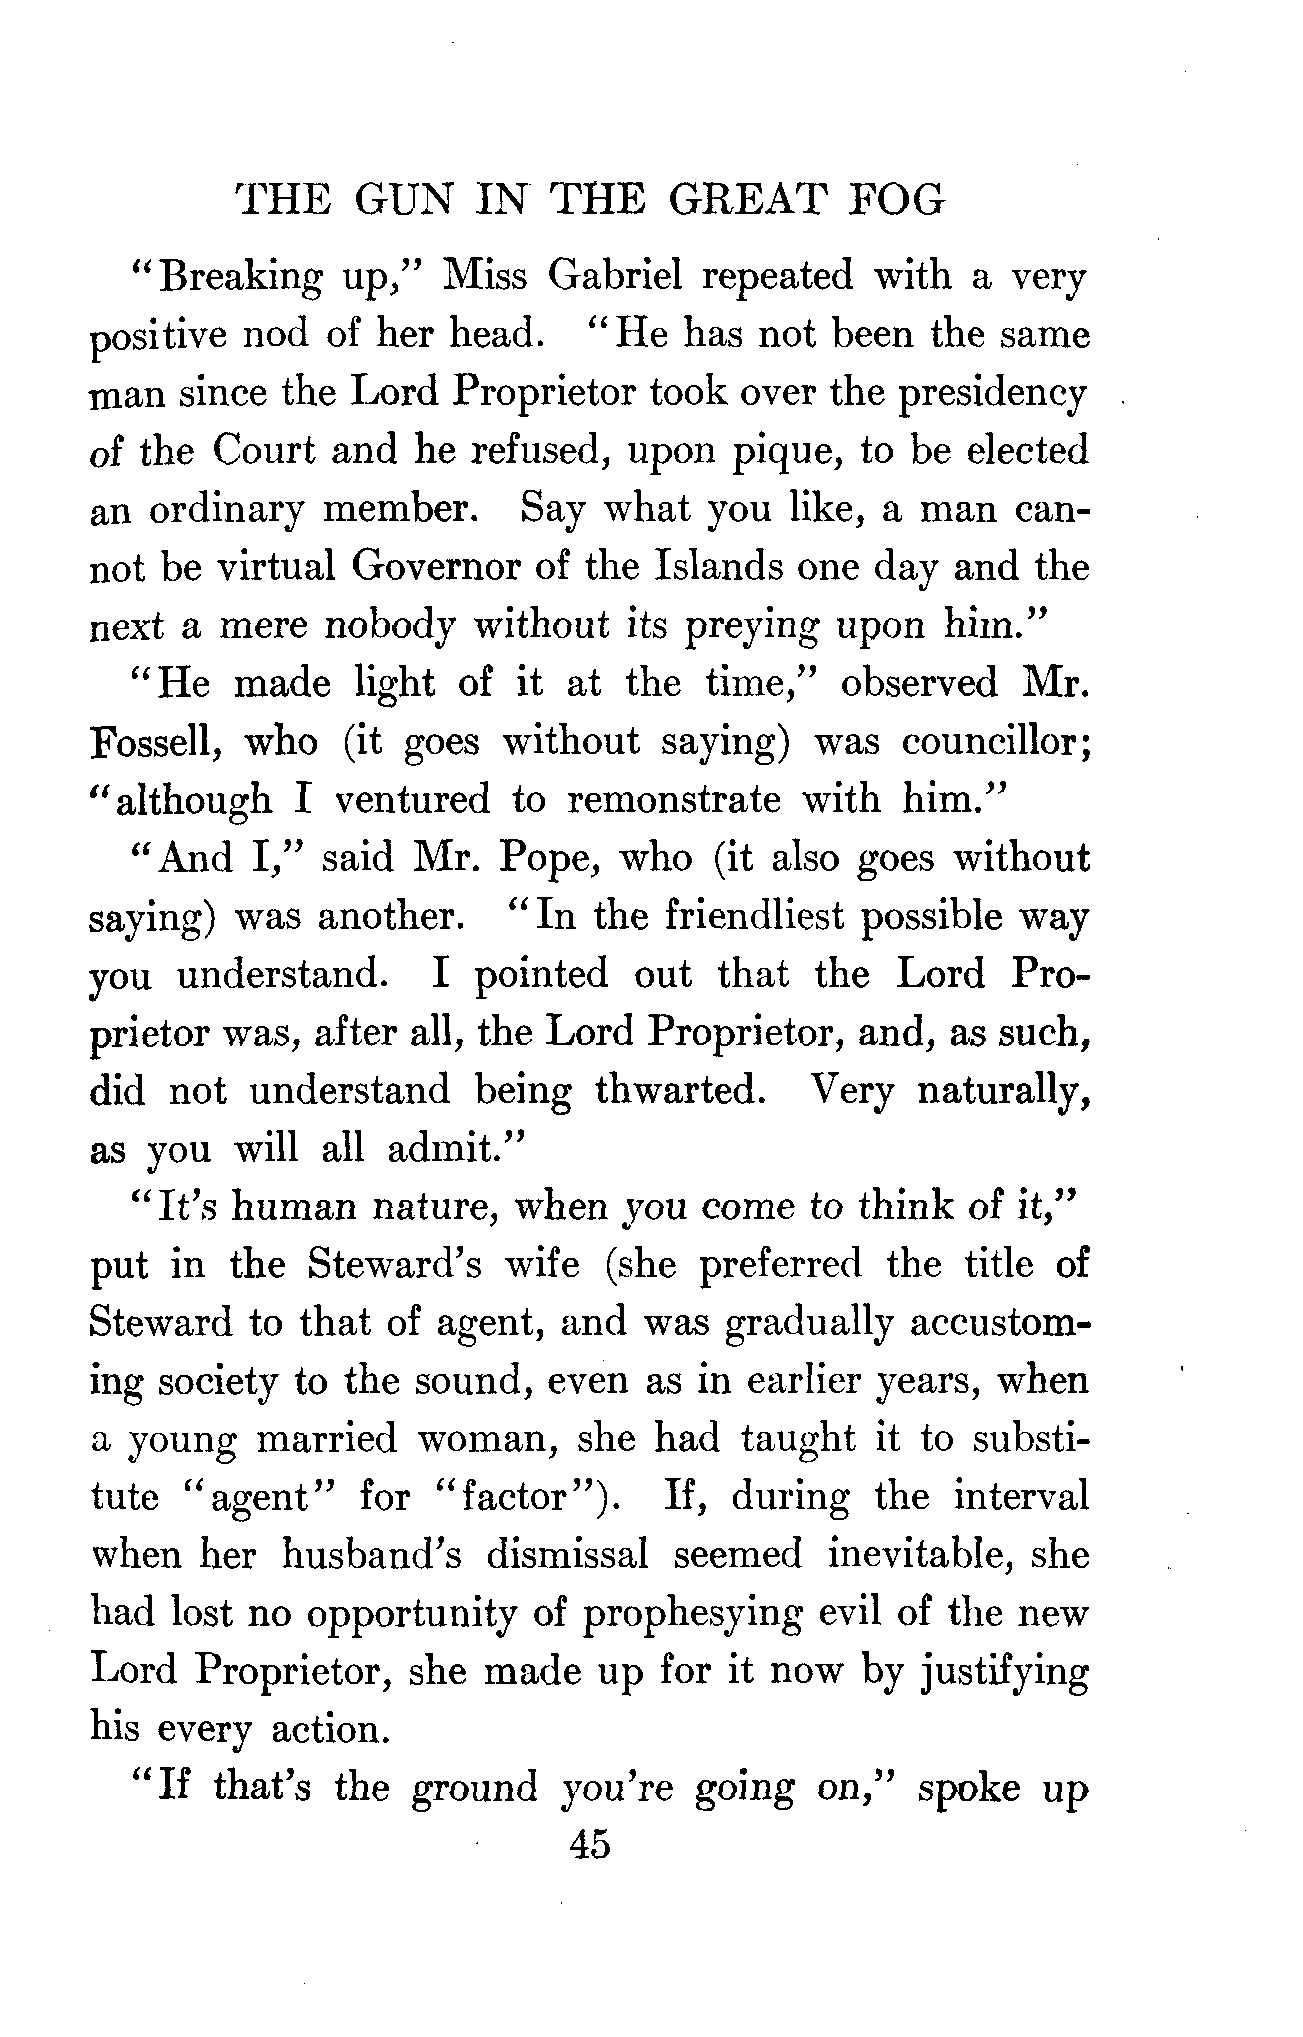 THE GUN IN THE GREAT FOG
"Breaking up," Miss Gabriel repeated with a very
positive nod of her head. "He has not been the same
man since the Lord Proprietor took over the presidency
of the Court and he refused, upon pique, to be elected
an ordinary member. Say what you like, a man can-
not be virtual Governor of the Islands one day and the
next a mere nobody without its preying upon him."
"He made light of it at the time," observed Mr.
Fossell, who (it goes without saying) was councillor;
"although I ventured to remonstrate with him."
"And I," said Mr. Pope, who (it also goes without
saying) was another. "In the friendliest possible way
you understand. I pointed out that the Lord Pro-
prietor was, after all, the Lord Proprietor, and, as such,
did not understand being thwarted. Very naturally,
as you will all admit."
"It's human nature, when you come to think of it,"
put in the Steward's wife (she preferred the title of
Steward to that of agent, and was gradually accustom-
ing society to the sound, even as in earlier years, when
a young married woman, she had taught it to substi-
tute "agent" for "factor"). If, during the interval
when her husband's dismissal seemed inevitable, she
had lost no opportunity of prophesying evil of the new
Lord Proprietor, she made up for it now by justifying
his every action.
"If that's the ground you're going on," spoke up
45